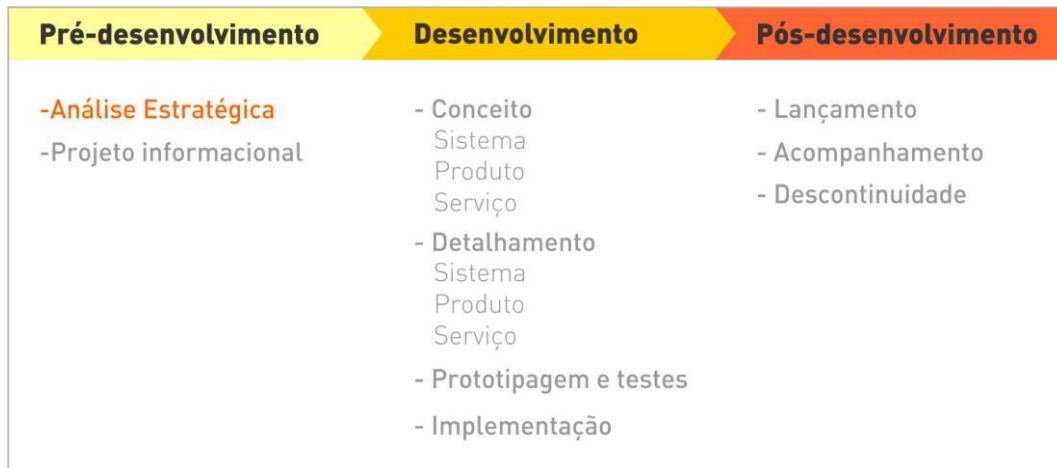 Pré-desenvolvimento
-Análise Estratégica
-Projeto informacional
Desenvolvimento
- Conceito
Sistema
Produto
Serviço
- Detalhamento
Sistema
Produto
Serviço
- Prototipagem e testes
- Implementação
Pós-desenvolvimento
- Lançamento
- Acompanhamento
- Descontinuidade